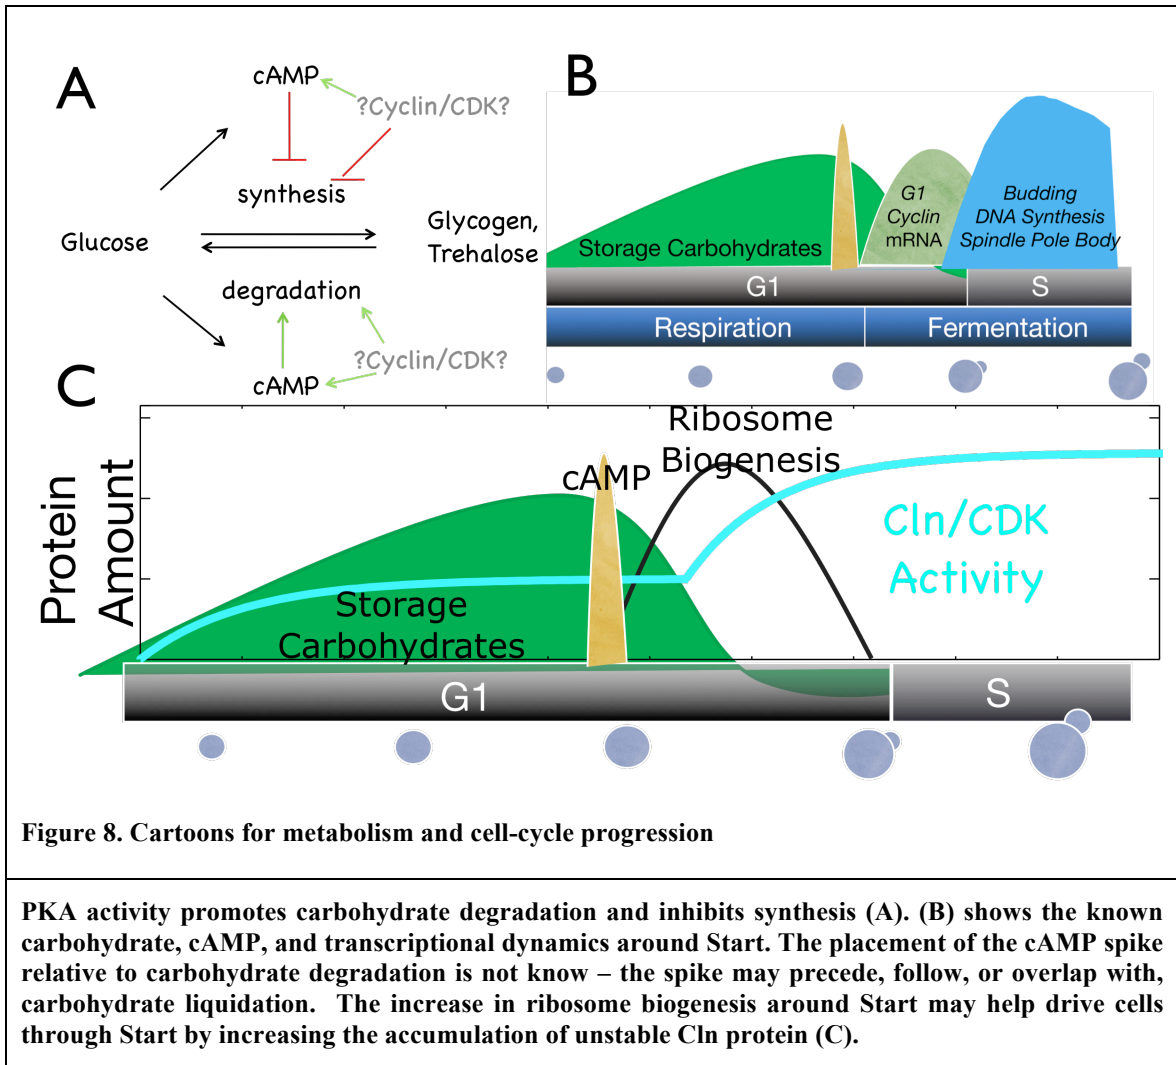 A
cAMP
?Cyclin/CDK?
synthesis
Glucose
Glycogen,
Trehalose
degradation
?Cyclin/CDK?
cAMP
B
Storage Carbohydrates
G1
Cyclin
mRNA
Budding
DNA Synthesis
Spindle Pole Body
G1
S
Respiration
Fermentation
C
Protein
Amount
Ribosome
Biogenesis
cAMP
Cln/CDK
Activity
Storage
Carbohydrates
G1
S
Figure 8. Cartoons for metabolism and cell-cycle progression
PKA activity promotes carbohydrate degradation and inhibits synthesis (A). (B) shows the known
carbohydrate, cAMP, and transcriptional dynamics around Start. The placement of the cAMP spike
relative to carbohydrate degradation is not know – the spike may precede, follow, or overlap with,
carbohydrate liquidation. The increase in ribosome biogenesis around Start may help drive cells
through Start by increasing the accumulation of unstable Cln protein (C).